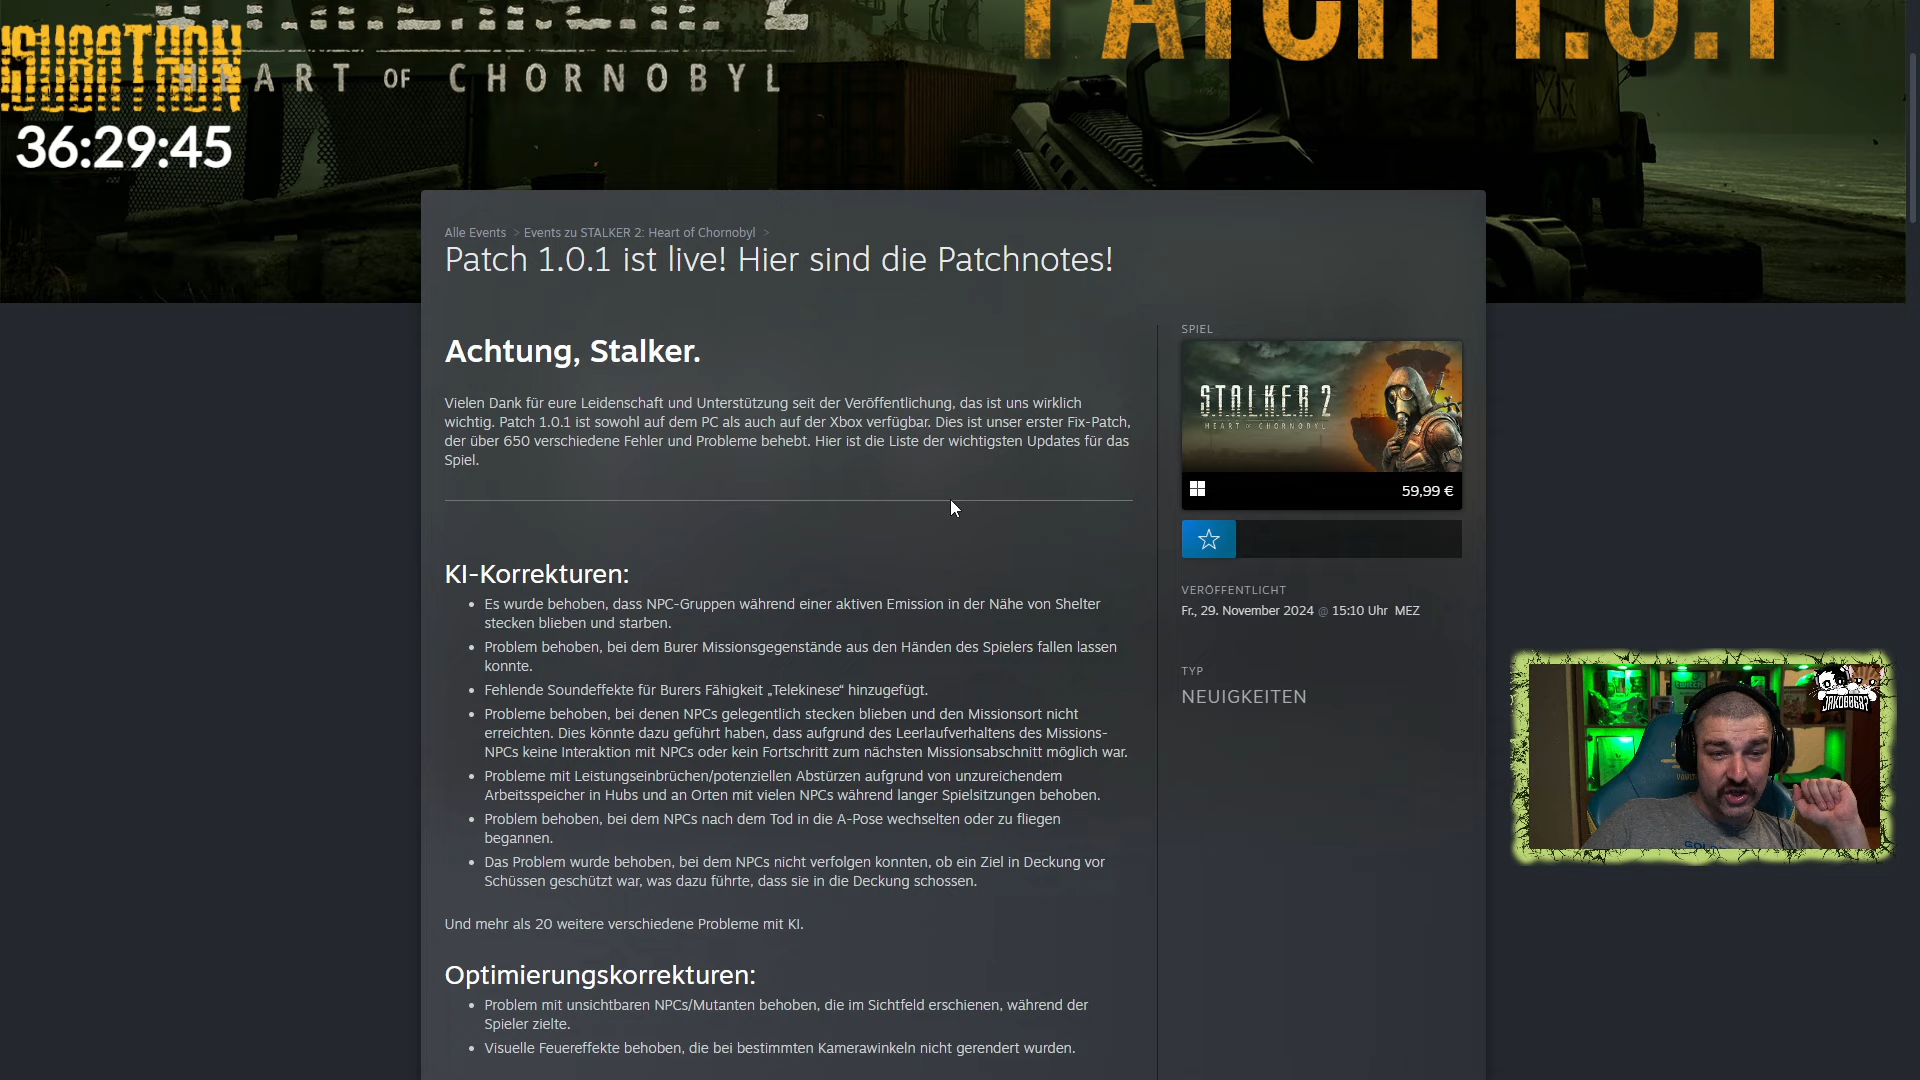 S.T.A.L.K.E.R. 2
PATCH 1.0.1
SUBATHON
HEART OF CHORNOBYL
36:29:45
Alle Events > Events zu STALKER 2: Heart of Chornobyl >
Patch 1.0.1 ist live! Hier sind die Patchnotes!
Achtung, Stalker.
Vielen Dank für eure Leidenschaft und Unterstützung seit der Veröffentlichung, das ist uns wirklich
wichtig. Patch 1.0.1 ist sowohl auf dem PC als auch auf der Xbox verfügbar. Dies ist unser erster Fix-Patch,
der über 650 verschiedene Fehler und Probleme behebt. Hier ist die Liste der wichtigsten Updates für das
Spiel.
KI-Korrekturen:
• Es wurde behoben, dass NPC-Gruppen während einer aktiven Emission in der Nähe von Shelter
stecken blieben und starben.
• Problem behoben, bei dem Burer Missionsgegenstände aus den Händen des Spielers fallen lassen
konnte.
• Fehlende Soundeffekte für Burers Fähigkeit „Telekinese“ hinzugefügt.
• Probleme behoben, bei denen NPCs gelegentlich stecken blieben und den Missionsort nicht
erreichten. Dies könnte dazu geführt haben, dass aufgrund des Leerlaufverhaltens des Missions-
NPCs keine Interaktion mit NPCs oder kein Fortschritt zum nächsten Missionsabschnitt möglich war.
• Probleme mit Leistungseinbrüchen/potenziellen Abstürzen aufgrund von unzureichendem
Arbeitsspeicher in Hubs und an Orten mit vielen NPCs während langer Spielsitzungen behoben.
• Problem behoben, bei dem NPCs nach dem Tod in die A-Pose wechselten oder zu fliegen
begannen.
• Das Problem wurde behoben, bei dem NPCs nicht verfolgen konnten, ob ein Ziel in Deckung vor
Schüssen geschützt war, was dazu führte, dass sie in die Deckung schossen.
Und mehr als 20 weitere verschiedene Probleme mit KI.
Optimierungskorrekturen:
• Problem mit unsichtbaren NPCs/Mutanten behoben, die im Sichtfeld erschienen, während der
Spieler zielte.
• Visuelle Feuereffekte behoben, die bei bestimmten Kamerawinkeln nicht gerendert wurden.
SPIEL
S.T.A.L.K.E.R. 2
HEART OF CHORNOBYL
59,99 €
VERÖFFENTLICHT
Fr., 29. November 2024 @ 15:10 Uhr MEZ
TYP
NEUIGKEITEN
JAKOB8687